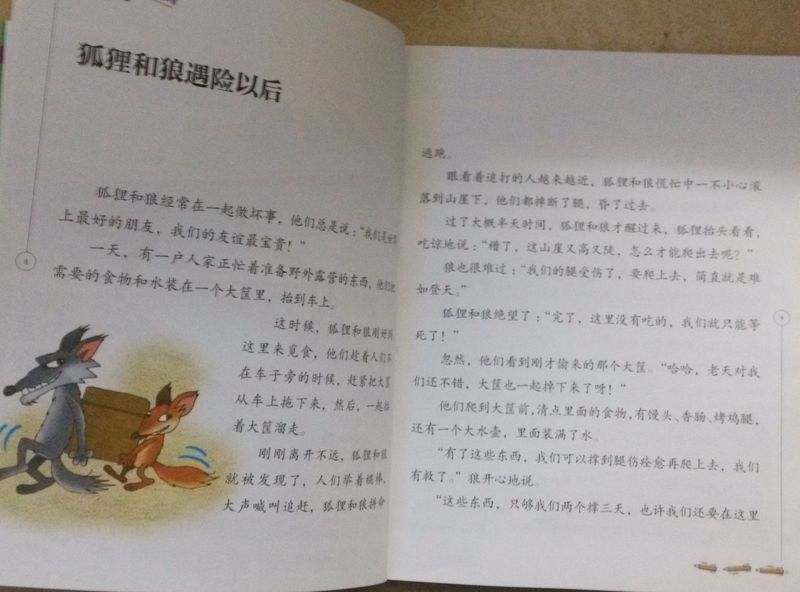 狐狸和狼遇险以后
狐狸和狼经常在一起做坏事，他们总是说：“我们是世界
上最好的朋友，我们的友谊最宝贵！”
一天，有一户人家正忙着准备野外露营的东西，他们把
需要的食物和水装在一个大筐里，抬到车上。
这时候，狐狸和狼刚好到
这里来觅食，他们趁着人们不
在车子旁的时候，赶紧把大筐
从车上拖下来，然后，一起抬
着大筐溜走。
刚刚离开不远，狐狸和狼
就被发现了，人们举着棍棒，
大声喊叫追赶，狐狸和狼拼命
8
逃跑。
眼看着追打的人越来越近，狐狸和狼慌忙中一不小心滚
落到山崖下，他们都摔断了腿，昏了过去。
过了大概半天时间，狐狸和狼才醒过来，狐狸抬头看看，
吃惊地说：“糟了，这山崖又高又陡，怎么才能爬出去呢？”
狼也很难过：“我们的腿受伤了，要爬上去，简直就是难
如登天。”
狐狸和狼绝望了：“完了，这里没有吃的，我们就只能等
死了！”
忽然，他们看到刚才偷来的那个大筐。“哈哈，老天对我
们还不错，大筐也一起掉下来了呀！”
他们爬到大筐前，清点里面的食物，有馒头、香肠、烤鸡腿，
还有一个大水壶，里面装满了水。
“有了这些东西，我们可以撑到腿伤痊愈再爬上去，我们
有救了。”狼开心地说。
“这些东西，只够我们两个撑三天，也许我们还要在这里
9